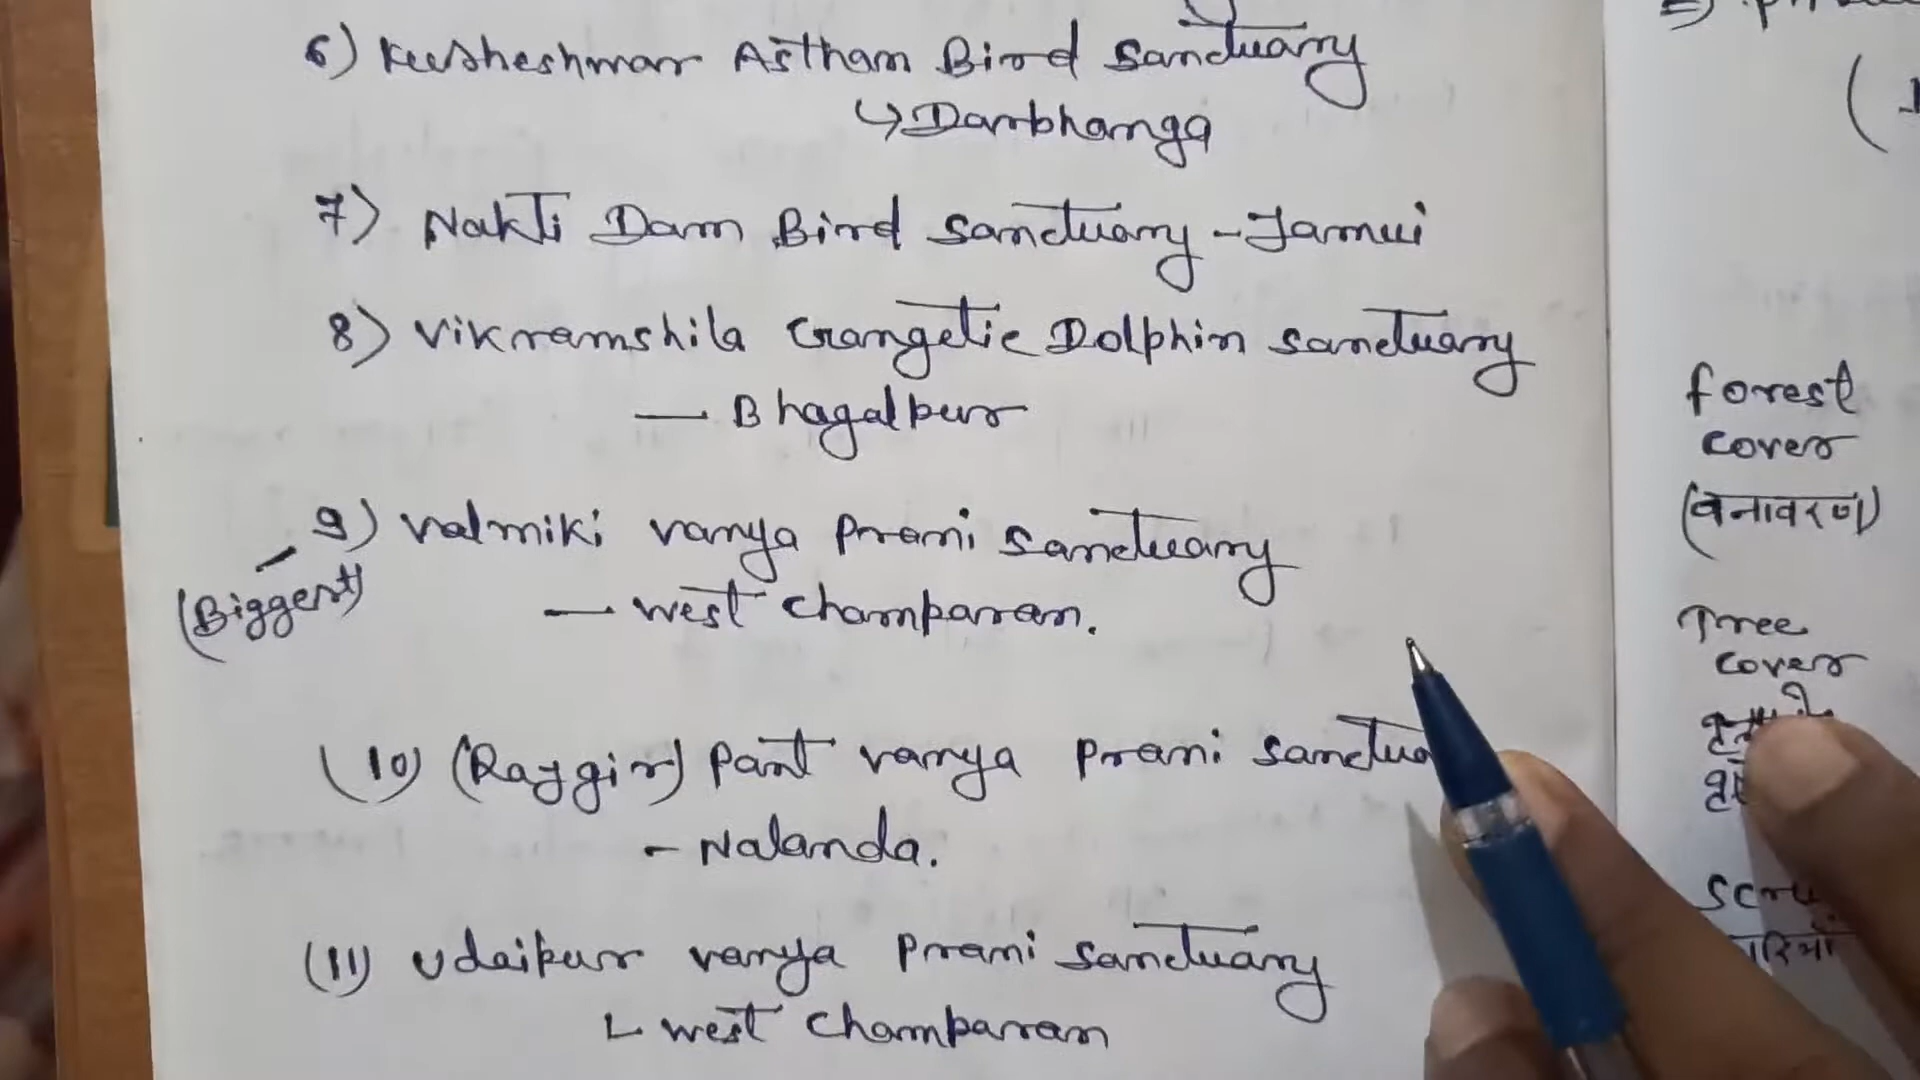 6) Kusheshwar Astham Bird Sanctuary
↳ Darbhanga
7) Nakti Dam Bird Sanctuary - Jamui
8) Vikramshila Gangetic Dolphin Sanctuary
— Bhagalpur
9) Valmiki Vanya Prani Sanctuary
(Biggest)
— West Champaran.
(10) (Rajgir) Pant Vanya Prani
- Nalanda.
(11) Udaipur Vanya Prani Sanctuary
L West Champaran
forest
cover
(वनावरण)
Tree
cover